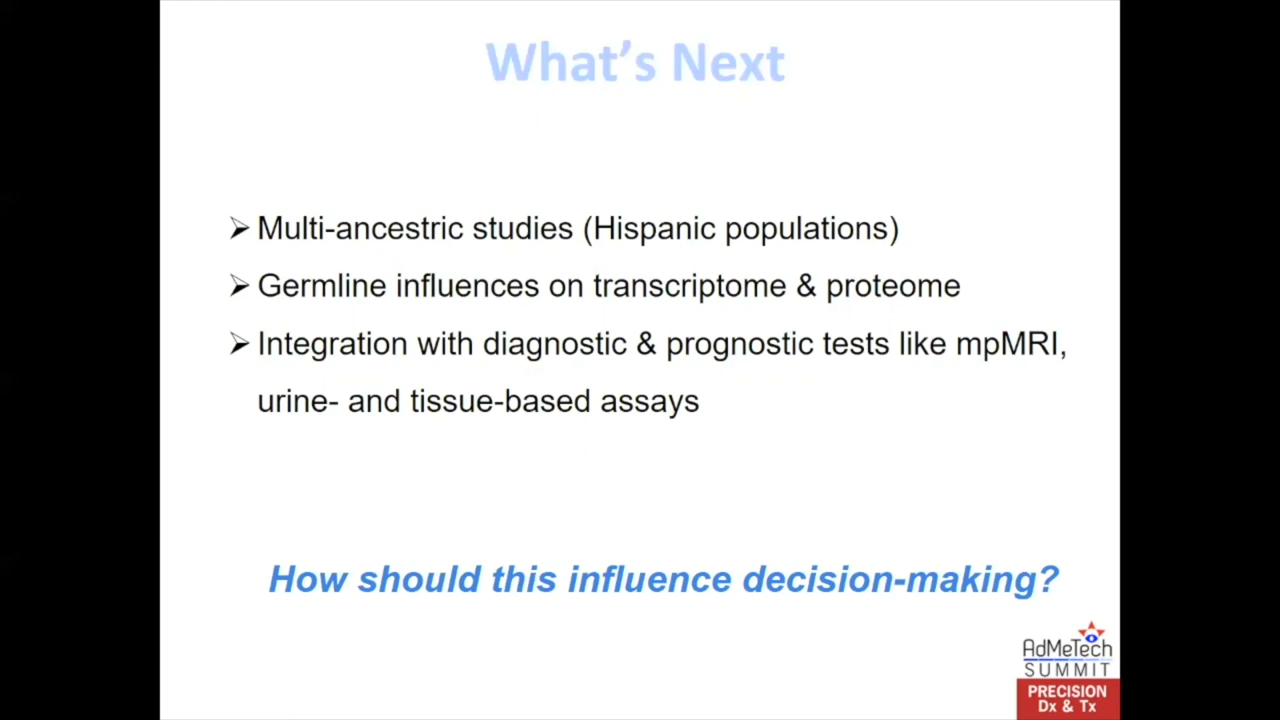 What’s Next
➢ Multi-ancestric studies (Hispanic populations)
➢ Germline influences on transcriptome & proteome
➢ Integration with diagnostic & prognostic tests like mpMRI,
urine- and tissue-based assays
How should this influence decision-making?
AdMeTech
SUMMIT
PRECISION
Dx & Tx